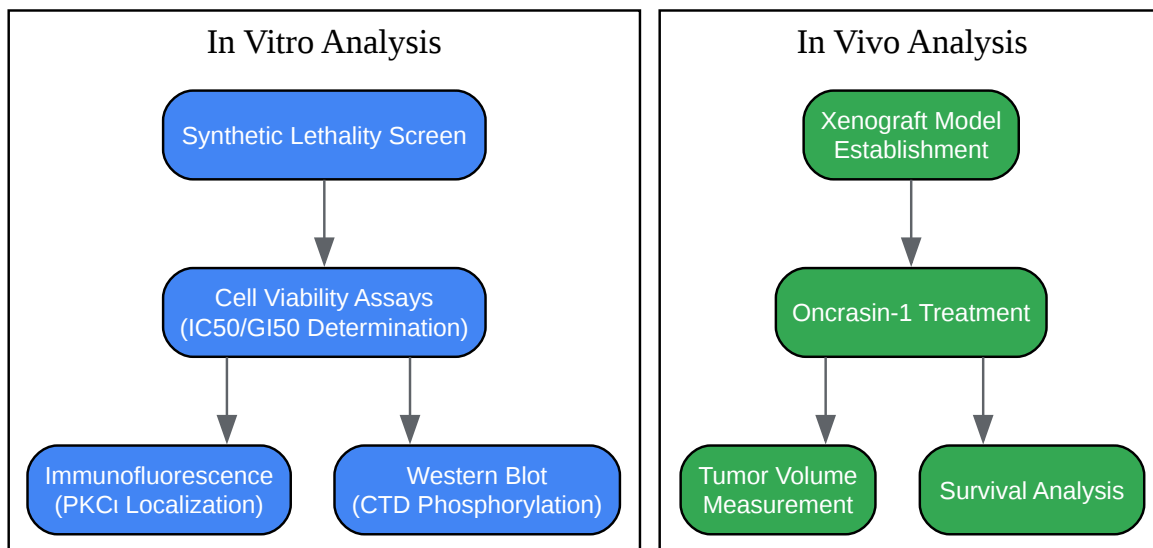 In Vitro Analysis
Synthetic Lethality Screen
Cell Viability Assays
(IC50/GI50 Determination)
Immunofluorescence
(PKCι Localization)
Western Blot
(CTD Phosphorylation)
In Vivo Analysis
Xenograft Model
Establishment
Oncrasin-1 Treatment
Tumor Volume
Measurement
Survival Analysis